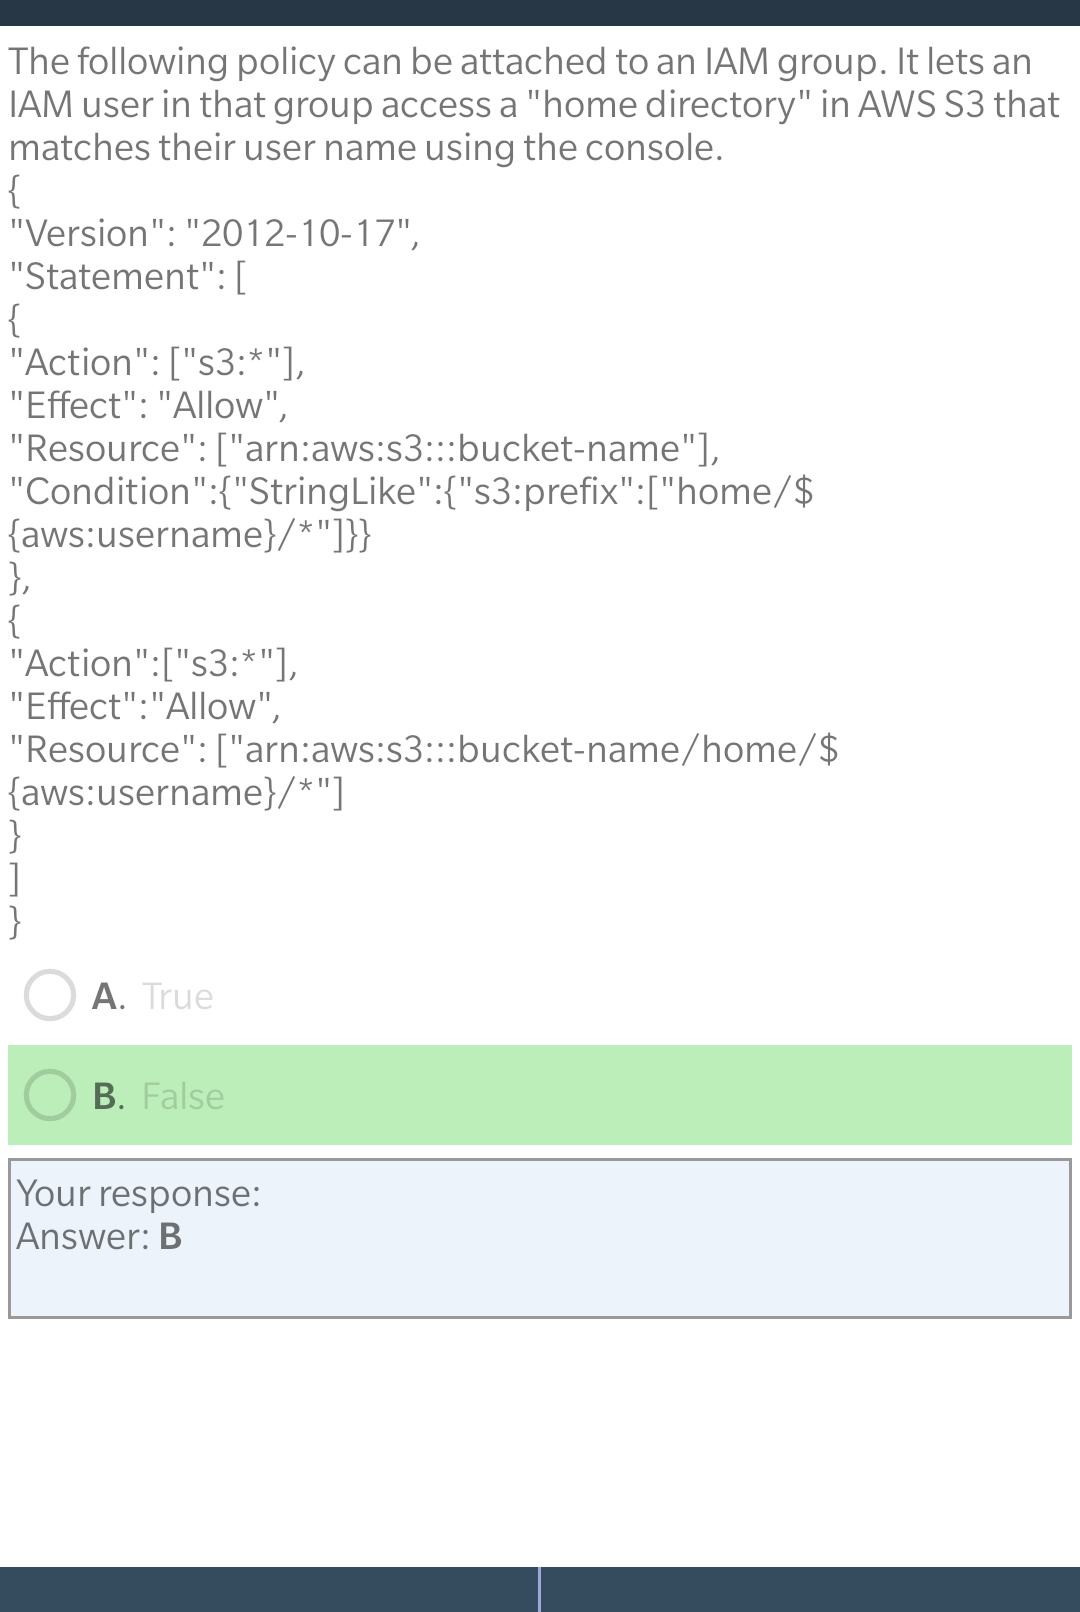 The following policy can be attached to an IAM group. It lets an
IAM user in that group access a "home directory" in AWS S3 that
matches their user name using the console.
{
"Version": "2012-10-17",
"Statement": [
{
"Action": ["s3:*"],
"Effect": "Allow",
"Resource": ["arn:aws:s3:::bucket-name"],
"Condition":{"StringLike":{"s3:prefix":["home/$
{aws:username}/*"]}}
},
{
"Action":["s3:*"],
"Effect":"Allow",
"Resource": ["arn:aws:s3:::bucket-name/home/$
{aws:username}/*"]
}
]
}
A. True
B. False
Your response:
Answer: B